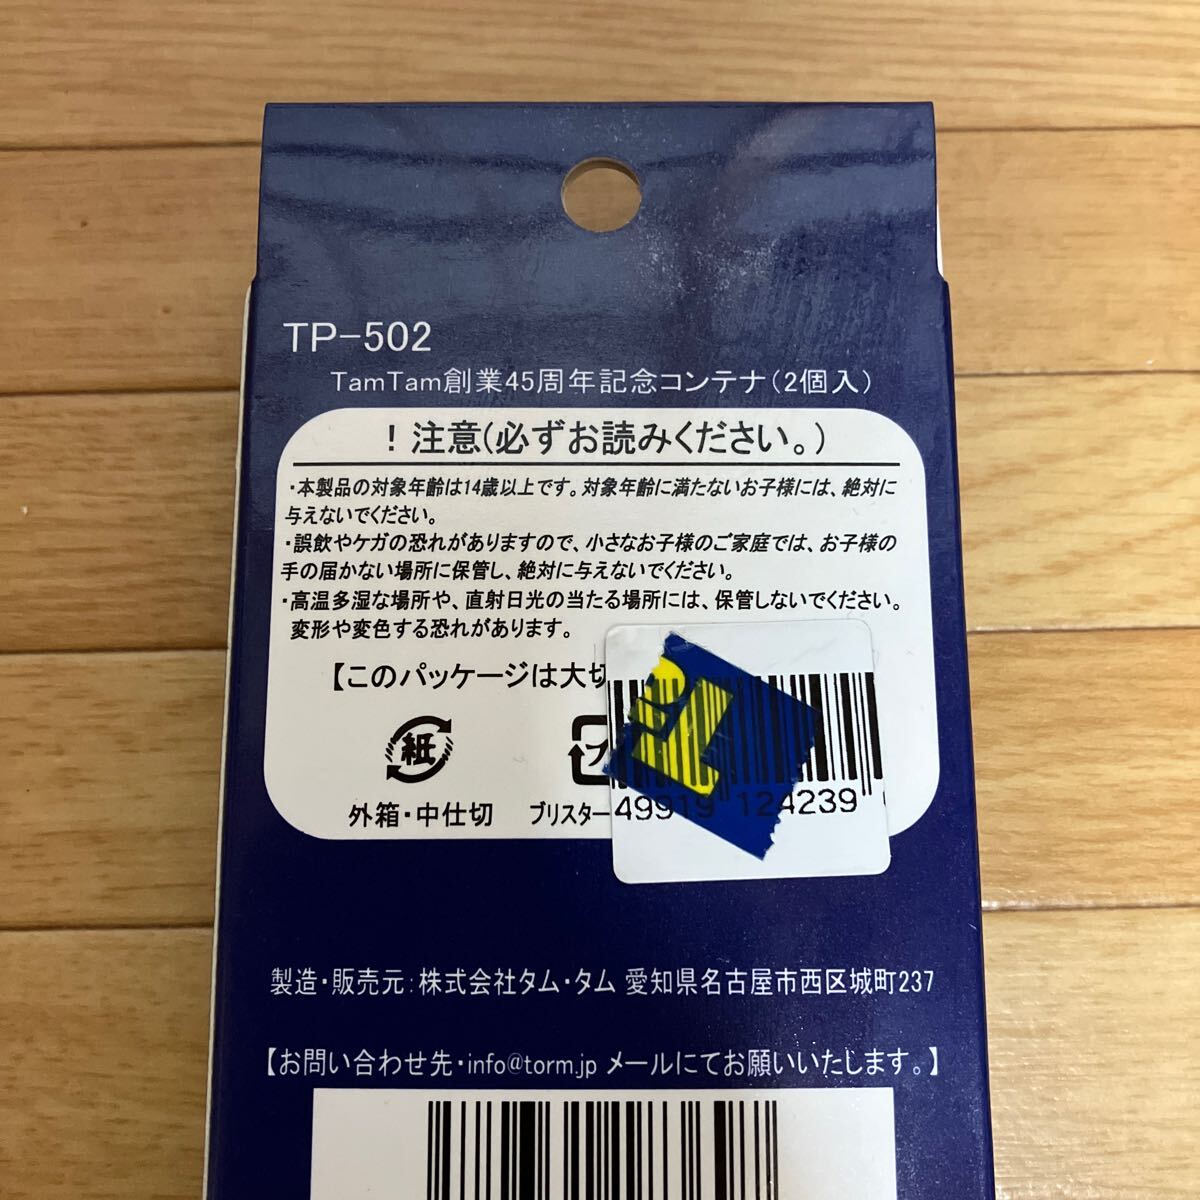 TP-502
TamTam創業45周年記念コンテナ(2個入)
！注意(必ずお読みください。)
・本製品の対象年齢は14歳以上です。対象年齢に満たないお子様には、絶対に
与えないでください。
・誤飲やケガの恐れがありますので、小さなお子様のご家庭では、お子様の
手の届かない場所に保管し、絶対に与えないでください。
・高温多湿な場所や、直射日光の当たる場所には、保管しないでください。
変形や変色する恐れがあります。
【このパッケージは大切
紙
外箱・中仕切
ブリスター
49919 124239
製造・販売元:株式会社タム・タム 愛知県名古屋市西区城町237
【お問い合わせ先・info@torm.jp メールにてお願いいたします。】